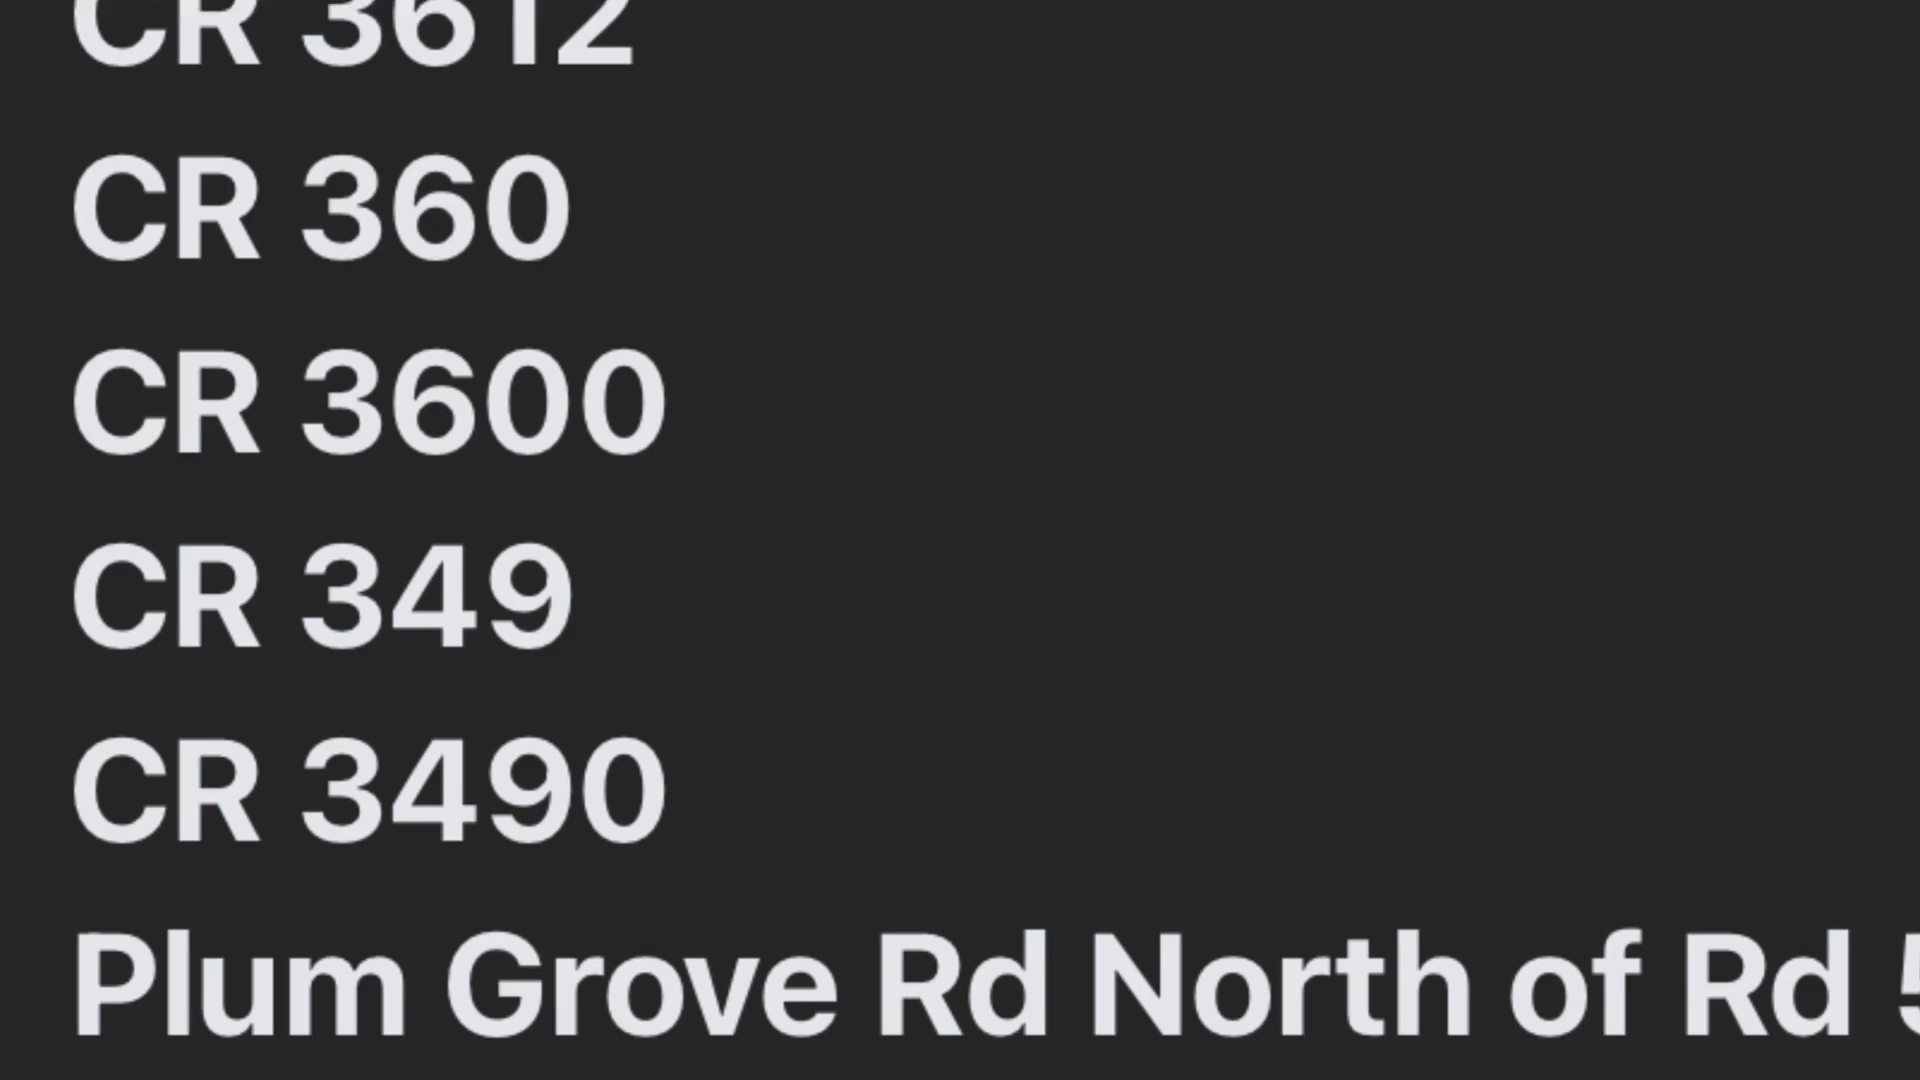 CR 3612
CR 360
CR 3600
CR 349
CR 3490
Plum Grove Rd North of Rd